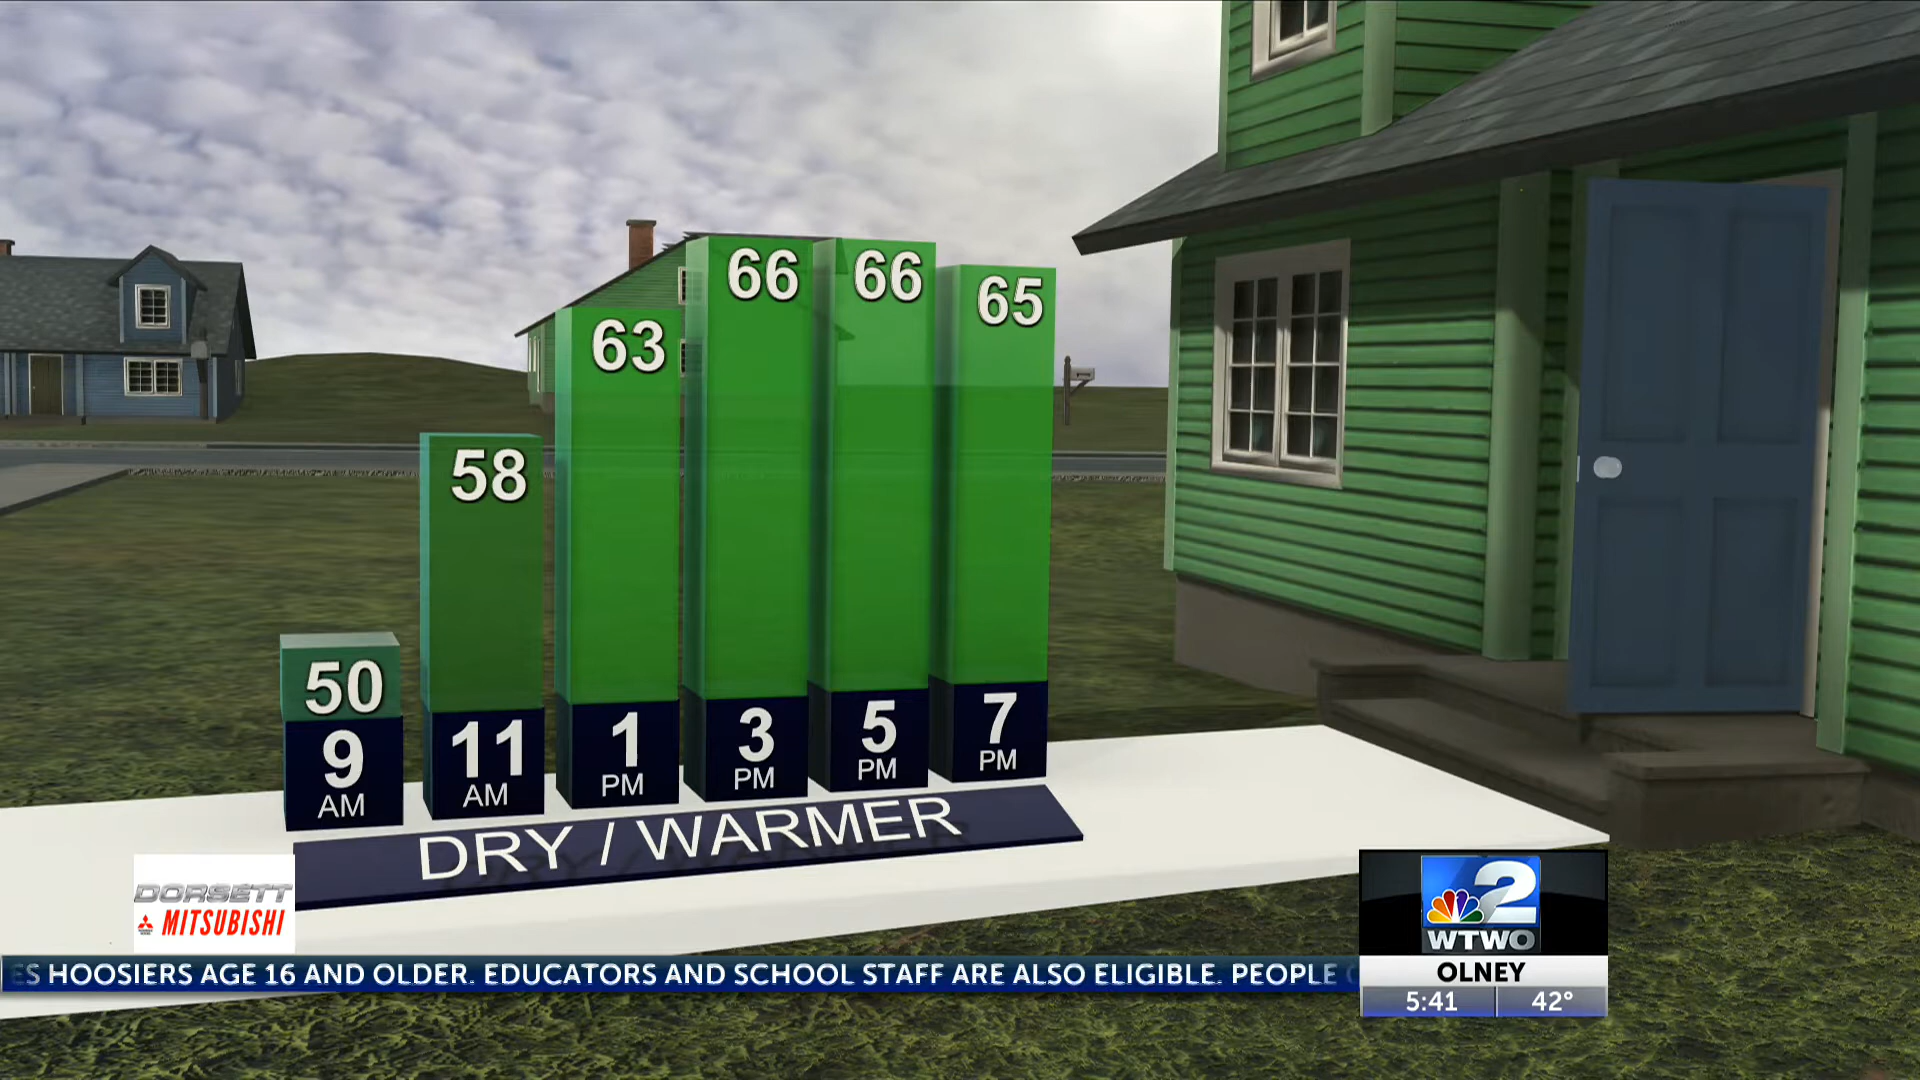 50
58
63
66
66
65
9
AM
11
AM
1
PM
3
PM
5
PM
7
PM
DRY / WARMER
DORSETT
MITSUBISHI
HOOSIERS AGE 16 AND OLDER. EDUCATORS AND SCHOOL STAFF ARE ALSO ELIGIBLE. PEOPLE
2
WTWO
OLNEY
5:41 42°